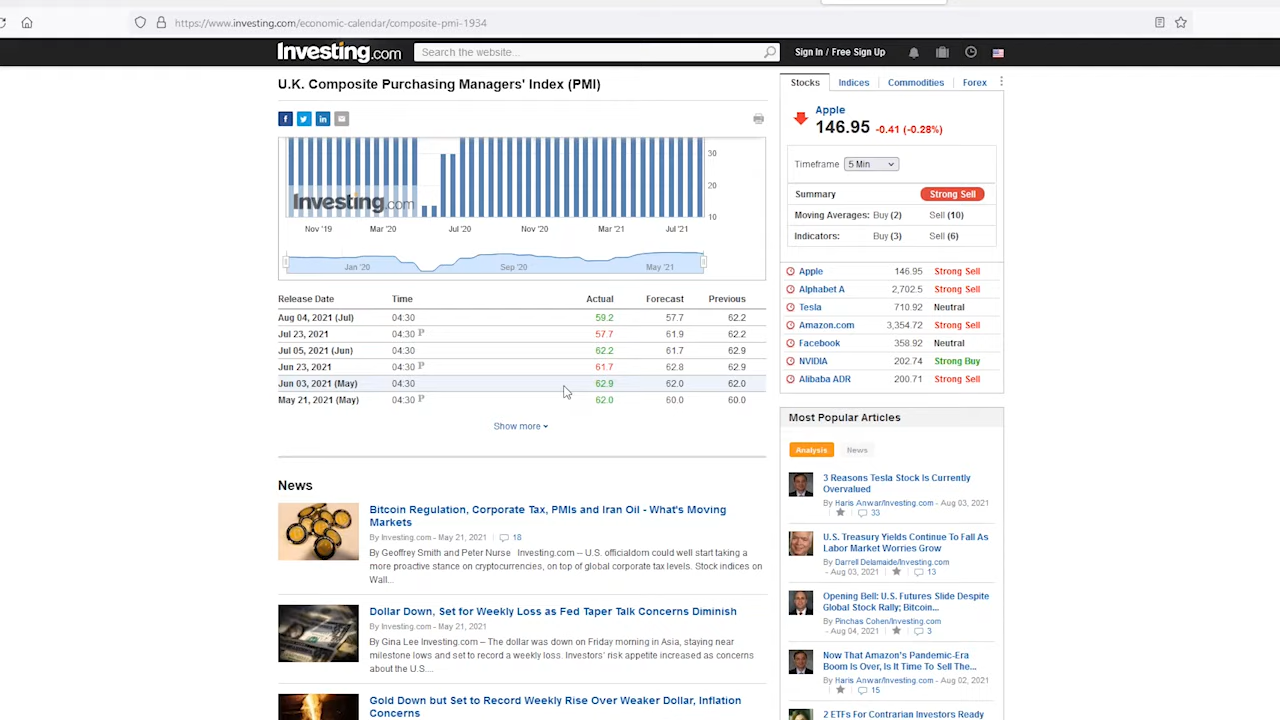 https://www.investing.com/economic-calendar/composite-pmi-1934
Investing.com
Search the website...
Sign In / Free Sign Up
U.K. Composite Purchasing Managers' Index (PMI)
30
20
10
Investing.com
Nov '19
Mar '20
Jul '20
Nov '20
Mar '21
Jul '21
Jan '20
Sep '20
May '21
Release Date Time Actual Forecast Previous
Aug 04, 2021 (Jul) 04:30 59.2 57.7 62.2
Jul 23, 2021 04:30 P 57.7 61.9 62.2
Jul 05, 2021 (Jun) 04:30 62.2 61.7 62.9
Jun 23, 2021 04:30 P 61.7 62.8 62.9
Jun 03, 2021 (May) 04:30 62.9 62.0 62.0
May 21, 2021 (May) 04:30 P 62.0 60.0 60.0
Show more
News
Bitcoin Regulation, Corporate Tax, PMIs and Iran Oil - What's Moving
Markets
By Investing.com - May 21, 2021 18
By Geoffrey Smith and Peter Nurse Investing.com -- U.S. officialdom could well start taking a
more proactive stance on cryptocurrencies, on top of global corporate tax levels. Stock indices on
Wall...
Dollar Down, Set for Weekly Loss as Fed Taper Talk Concerns Diminish
By Investing.com - May 21, 2021
By Gina Lee Investing.com – The dollar was down on Friday morning in Asia, staying near
milestone lows and set to record a weekly loss. Investors' risk appetite increased as concerns
about the U.S....
Gold Down but Set to Record Weekly Rise Over Weaker Dollar, Inflation
Concerns
Stocks Indices Commodities Forex
Apple
146.95 -0.41 (-0.28%)
Timeframe 5 Min
Summary Strong Sell
Moving Averages: Buy (2) Sell (10)
Indicators: Buy (3) Sell (6)
Apple 146.95 Strong Sell
Alphabet A 2,702.5 Strong Sell
Tesla 710.92 Neutral
Amazon.com 3,354.72 Strong Sell
Facebook 358.92 Neutral
NVIDIA 202.74 Strong Buy
Alibaba ADR 200.71 Strong Sell
Most Popular Articles
Analysis News
3 Reasons Tesla Stock Is Currently
Overvalued
By Haris Anwar/Investing.com - Aug 03, 2021
33
U.S. Treasury Yields Continue To Fall As
Labor Market Worries Grow
By Darrell Delamaide/Investing.com
- Aug 03, 2021 13
Opening Bell: U.S. Futures Slide Despite
Global Stock Rally; Bitcoin...
By Pinchas Cohen/Investing.com
- Aug 04, 2021 3
Now That Amazon's Pandemic-Era
Boom Is Over, Is It Time To Sell The...
By Haris Anwar/Investing.com - Aug 02, 2021
15
2 ETFs For Contrarian Investors Ready